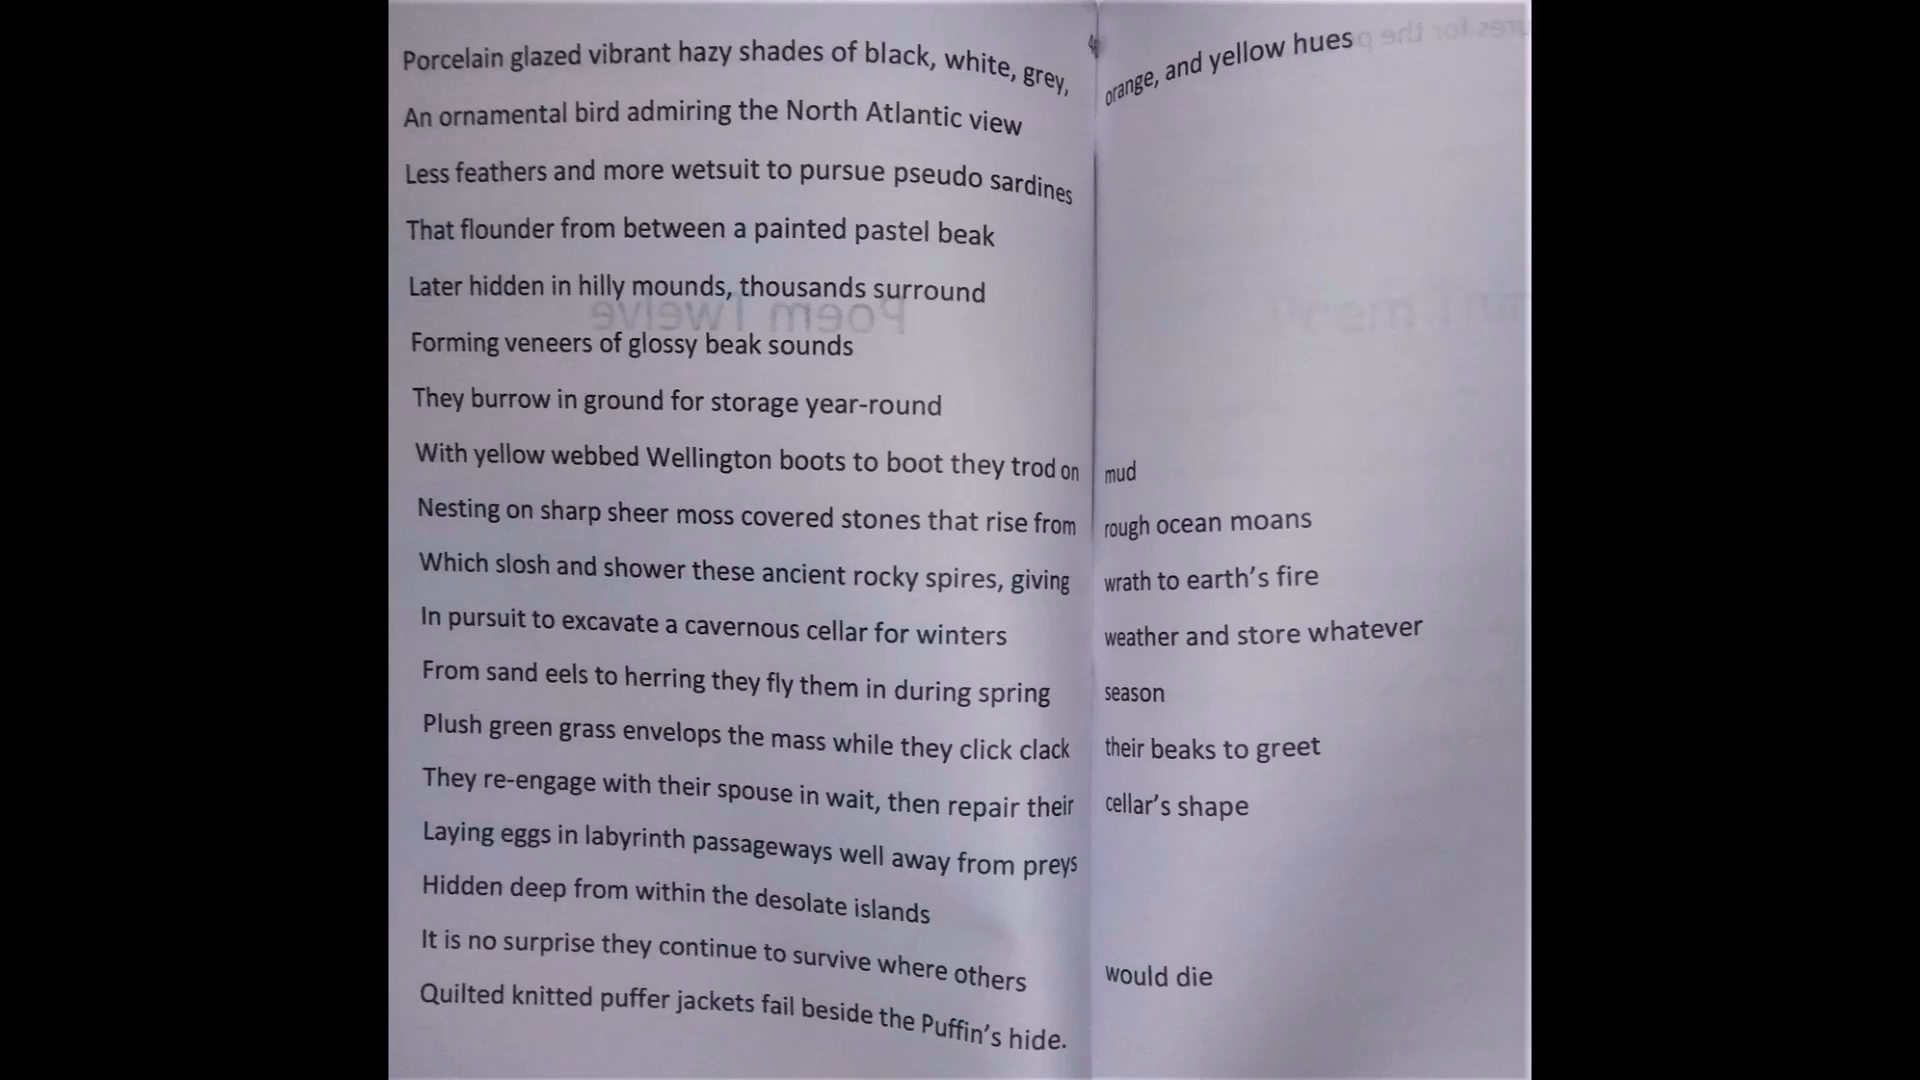 Porcelain glazed vibrant hazy shades of black, white, grey, orange, and yellow hues
An ornamental bird admiring the North Atlantic view
Less feathers and more wetsuit to pursue pseudo sardines
That flounder from between a painted pastel beak
Later hidden in hilly mounds, thousands surround
Poem Twelve
Forming veneers of glossy beak sounds
They burrow in ground for storage year-round
With yellow webbed Wellington boots to boot they trod on mud
Nesting on sharp sheer moss covered stones that rise from rough ocean moans
Which slosh and shower these ancient rocky spires, giving wrath to earth's fire
In pursuit to excavate a cavernous cellar for winters weather and store whatever
From sand eels to herring they fly them in during spring season
Plush green grass envelops the mass while they click clack their beaks to greet
They re-engage with their spouse in wait, then repair their cellar's shape
Laying eggs in labyrinth passageways well away from preys
Hidden deep from within the desolate islands
It is no surprise they continue to survive where others would die
Quilted knitted puffer jackets fail beside the Puffin's hide.